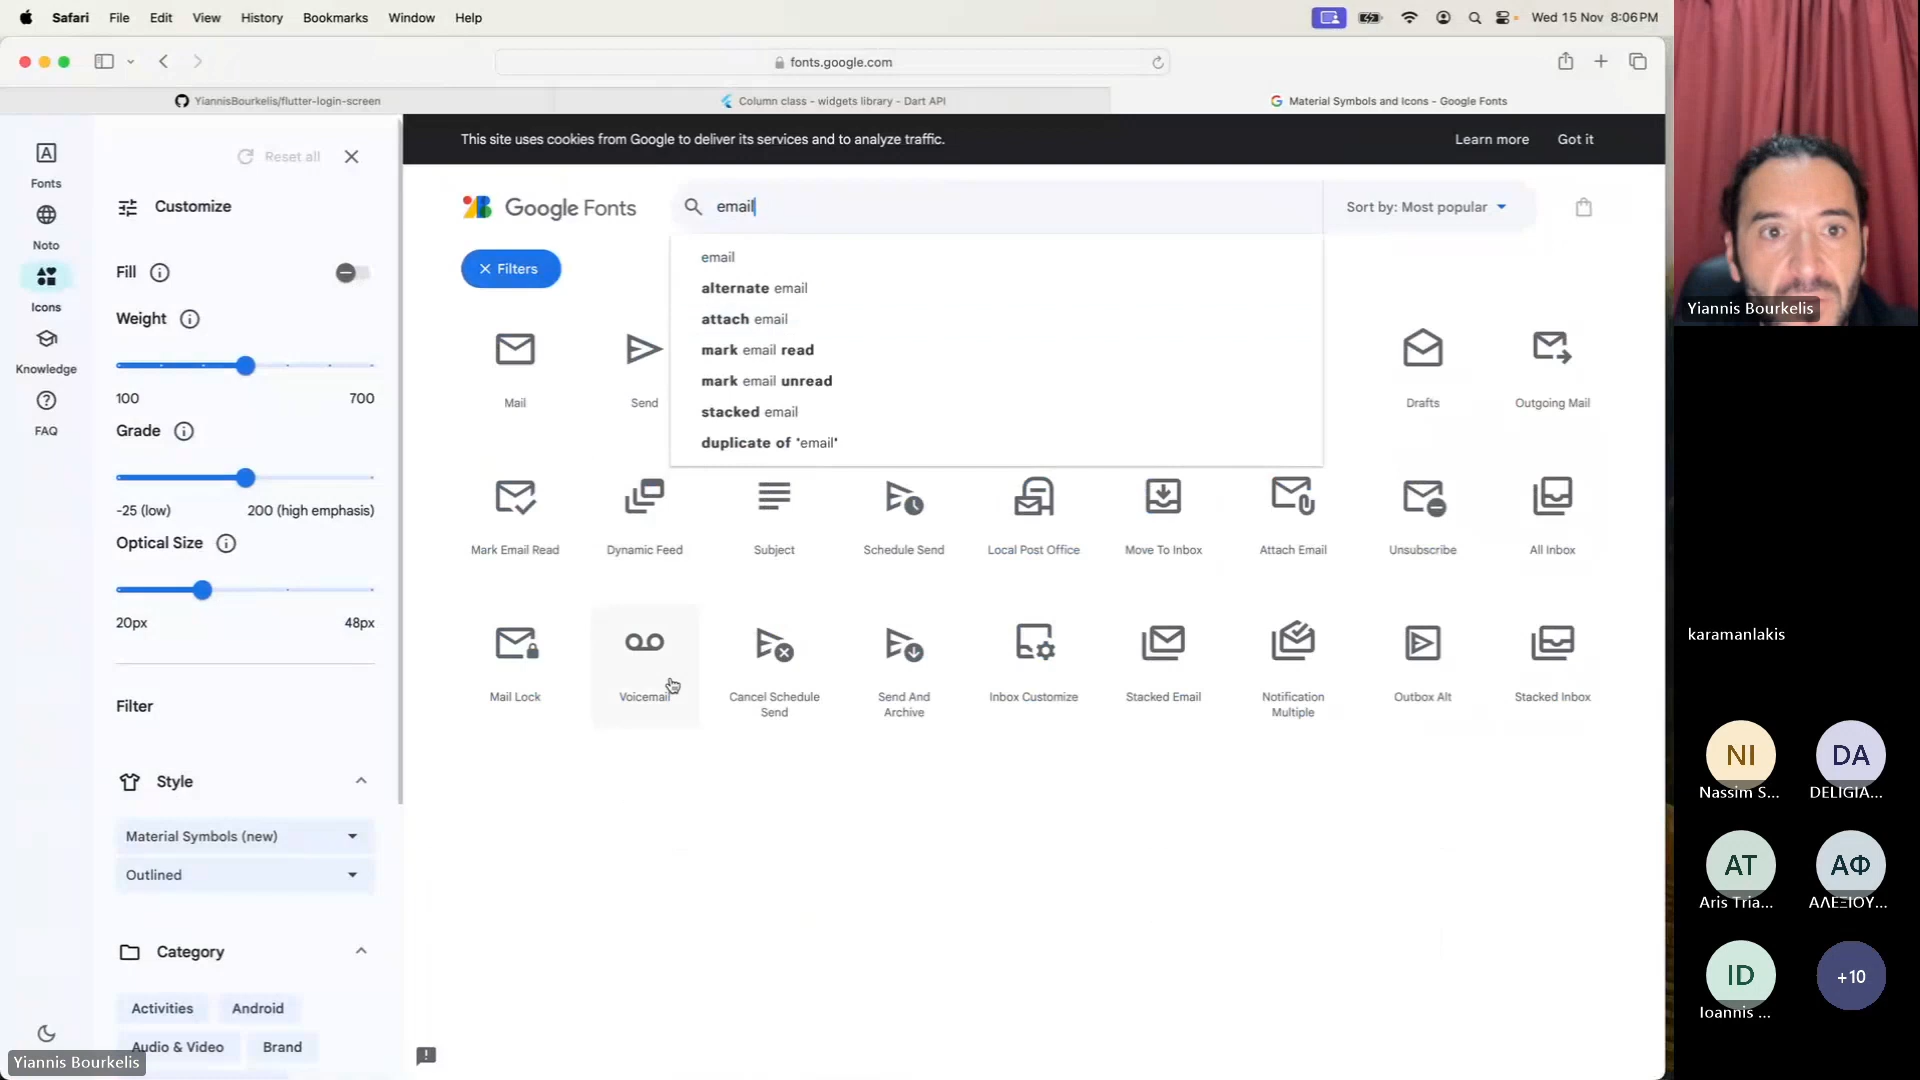 Safari File Edit View History Bookmarks Window Help
Wed 15 Nov 8:06PM
fonts.google.com
YiannisBourkelis/flutter-login-screen
Column class - widgets library - Dart API
Material Symbols and Icons - Google Fonts
Fonts
Noto
Icons
Knowledge
FAQ
Reset all
Customize
Fill
Weight
100 700
Grade
-25 (low) 200 (high emphasis)
Optical Size
20px 48px
Filter
Style
Material Symbols (new)
Outlined
Category
Activities Android
Audio & Video Brand
This site uses cookies from Google to deliver its services and to analyze traffic.
Learn more Got it
Google Fonts
email
Sort by: Most popular
Filters
email
alternate email
attach email
mark email read
mark email unread
stacked email
duplicate of 'email'
Mail
Send
Drafts
Outgoing Mail
Mark Email Read
Dynamic Feed
Subject
Schedule Send
Local Post Office
Move To Inbox
Attach Email
Unsubscribe
All Inbox
Mail Lock
Voicemail
Cancel Schedule
Send
Send And
Archive
Inbox Customize
Stacked Email
Notification
Multiple
Outbox Alt
Stacked Inbox
Yiannis Bourkelis
Yiannis Bourkelis
karamanlakis
NI
Nassim S...
DA
DELIGIA...
AT
Aris Tria...
ΑΦ
ΑΛΕΞΙΟΥ...
ID
Ioannis ...
+10